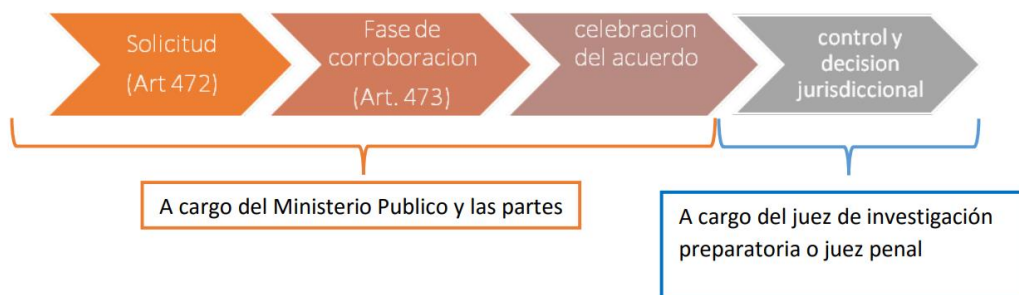 Solicitud
(Art 472)
Fase de
corroboracion
(Art. 473)
celebracion
del acuerdo
control y
decision
jurisdiccional
A cargo del Ministerio Publico y las partes
A cargo del juez de investigación
preparatoria o juez penal